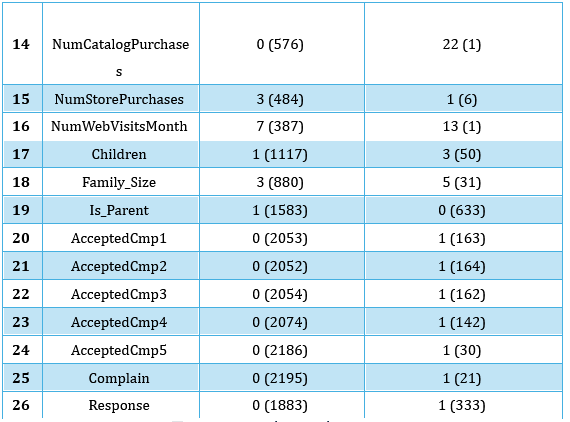 14 NumCatalogPurchase 0 (576) 22 (1)
s
15 NumStorePurchases 3 (484) 1 (6)
16 NumWebVisitsMonth 7 (387) 13 (1)
17 Children 1 (1117) 3 (50)
18 Family_Size 3 (880) 5 (31)
19 Is_Parent 1 (1583) 0 (633)
20 AcceptedCmp1 0 (2053) 1 (163)
21 AcceptedCmp2 0 (2052) 1 (164)
22 AcceptedCmp3 0 (2054) 1 (162)
23 AcceptedCmp4 0 (2074) 1 (142)
24 AcceptedCmp5 0 (2186) 1 (30)
25 Complain 0 (2195) 1 (21)
26 Response 0 (1883) 1 (333)